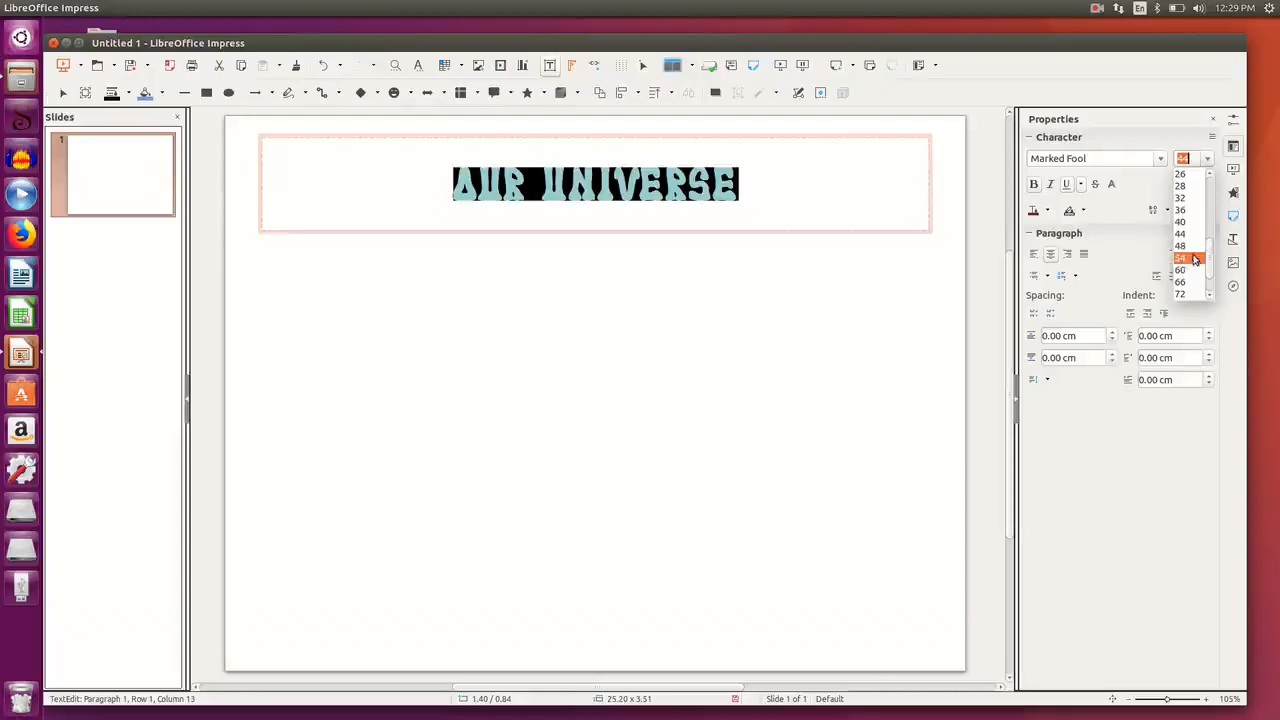 LibreOffice Impress
En
12:29 PM
Untitled 1 - LibreOffice Impress
Slides
1
AUR UNIVERSE
Properties
Character
Marked Fool
44
26
28
32
36
40
44
48
54
60
66
72
Paragraph
Spacing:
Indent:
0.00 cm
0.00 cm
0.00 cm
0.00 cm
0.00 cm
TextEdit: Paragraph 1, Row 1, Column 13
1.40 / 0.84
25.20 x 3.51
Slide 1 of 1
Default
105%